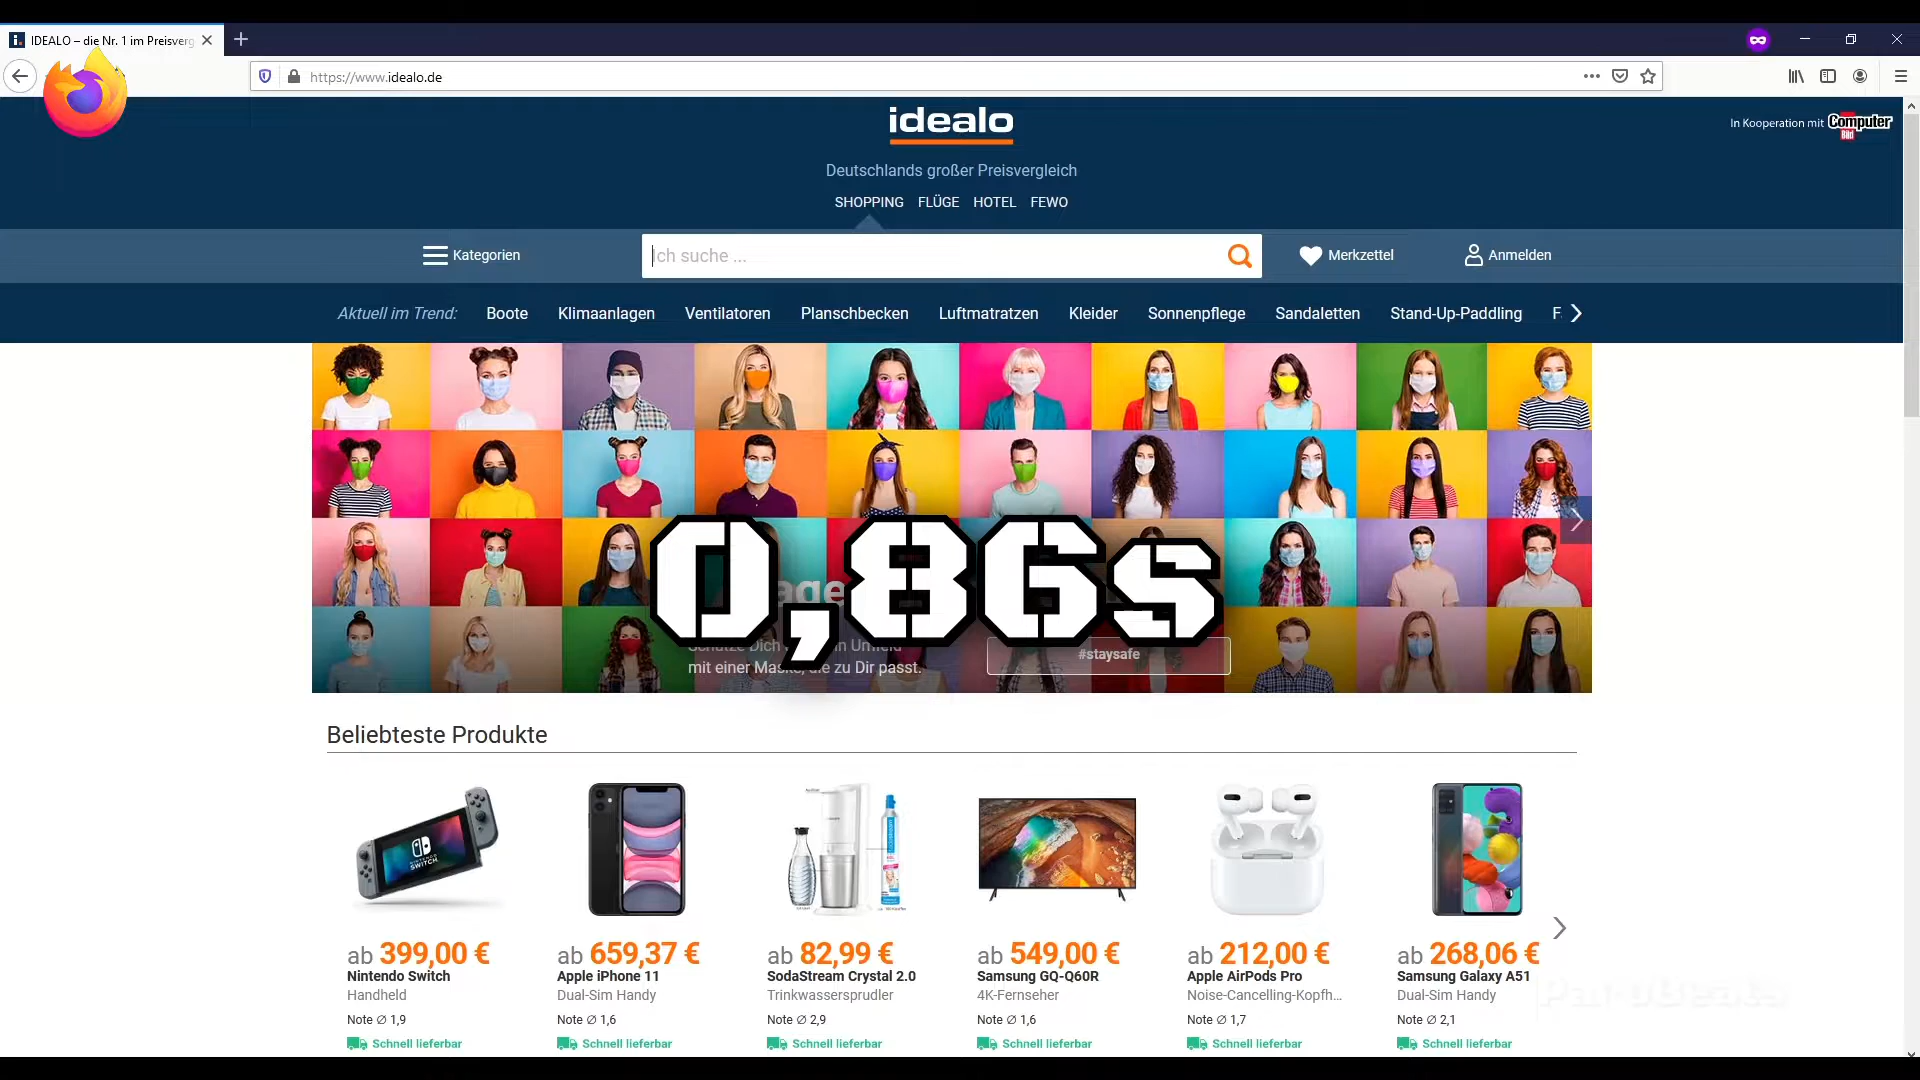 IDEALO – die Nr. 1 im Preisverg
https://www.idealo.de
idealo
In Kooperation mit Computer Bild
Deutschlands großer Preisvergleich
SHOPPING FLÜGE HOTEL FEWO
Kategorien
Ich suche ...
Merkzettel
Anmelden
Aktuell im Trend: Boote Klimaanlagen Ventilatoren Planschbecken Luftmatratzen Kleider Sonnenpflege Sandaletten Stand-Up-Paddling F
0,86s
mit einer Maske, die zu Dir passt.
#staysafe
Beliebteste Produkte
NINTENDO SWITCH
ab 399,00 € ab 659,37 € ab 82,99 € ab 549,00 € ab 212,00 € ab 268,06 €
Nintendo Switch Apple iPhone 11 SodaStream Crystal 2.0 Samsung GQ-Q60R Apple AirPods Pro Samsung Galaxy A51
Handheld Dual-Sim Handy Trinkwassersprudler 4K-Fernseher Noise-Cancelling-Kopfh... Dual-Sim Handy
Note ∅ 1,9 Note ∅ 1,6 Note ∅ 2,9 Note ∅ 1,6 Note ∅ 1,7 Note ∅ 2,1
Schnell lieferbar Schnell lieferbar Schnell lieferbar Schnell lieferbar Schnell lieferbar Schnell lieferbar